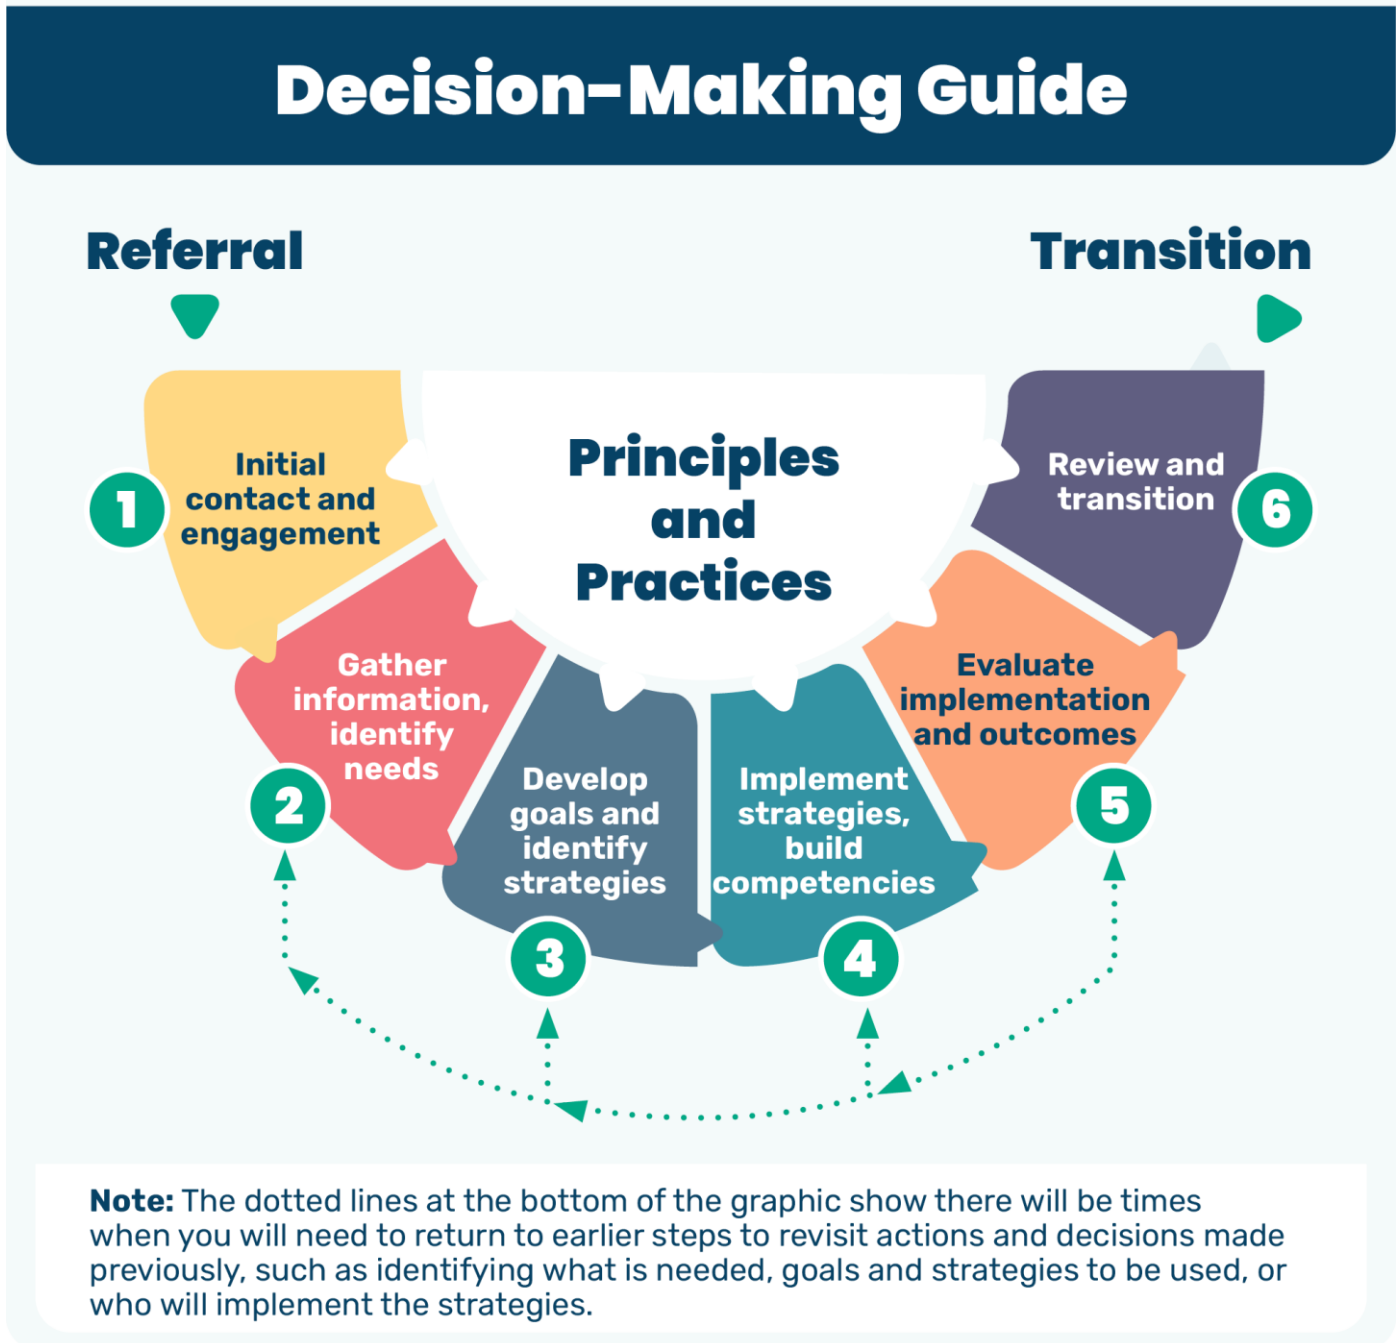 Decision-Making Guide
Referral
Transition
1
Initial
contact and
engagement
Principles
and
Practices
Review and
transition
6
2
Gather
information,
identify
needs
3
Develop
goals and
identify
strategies
4
Implement
strategies,
build
competencies
5
Evaluate
implementation
and outcomes
Note: The dotted lines at the bottom of the graphic show there will be times
when you will need to return to earlier steps to revisit actions and decisions made
previously, such as identifying what is needed, goals and strategies to be used, or
who will implement the strategies.